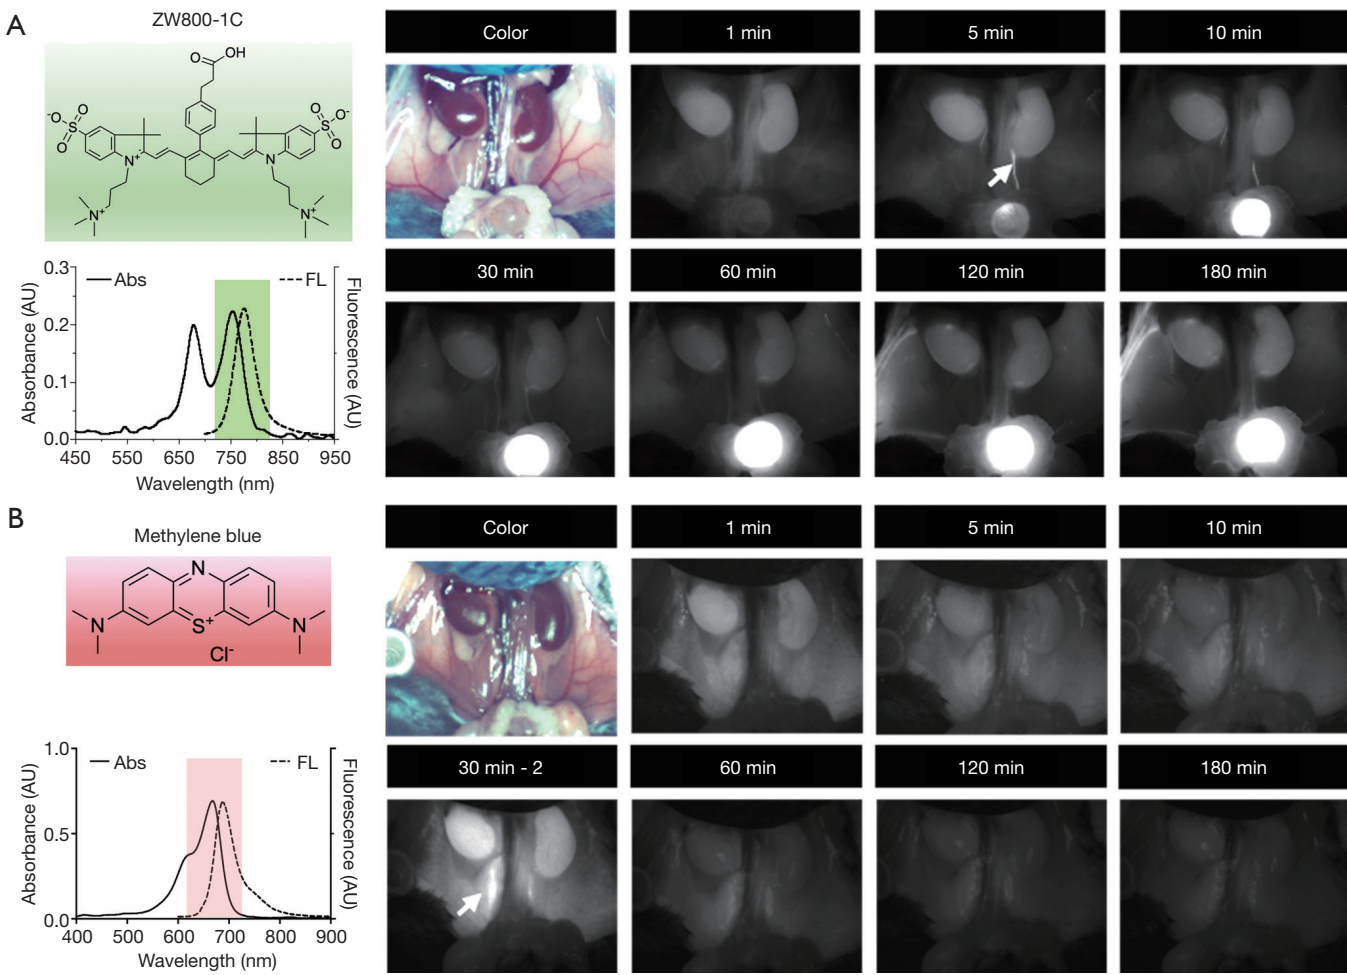 A
ZW800-1C
O
OH
O
-O
S
O
N+
N
O
S
O-
O
N+
N+
0.3
0.2
0.1
0.0
Abs
FL
Absorbance (AU)
Fluorescence (AU)
450 550 650 750 850 950
Wavelength (nm)
Color
1 min
5 min
10 min
30 min
60 min
120 min
180 min
B
Methylene blue
N
N
S+
N
Cl-
1.0
0.5
0.0
Abs
FL
Absorbance (AU)
Fluorescence (AU)
400 500 600 700 800 900
Wavelength (nm)
Color
1 min
5 min
10 min
30 min - 2
60 min
120 min
180 min